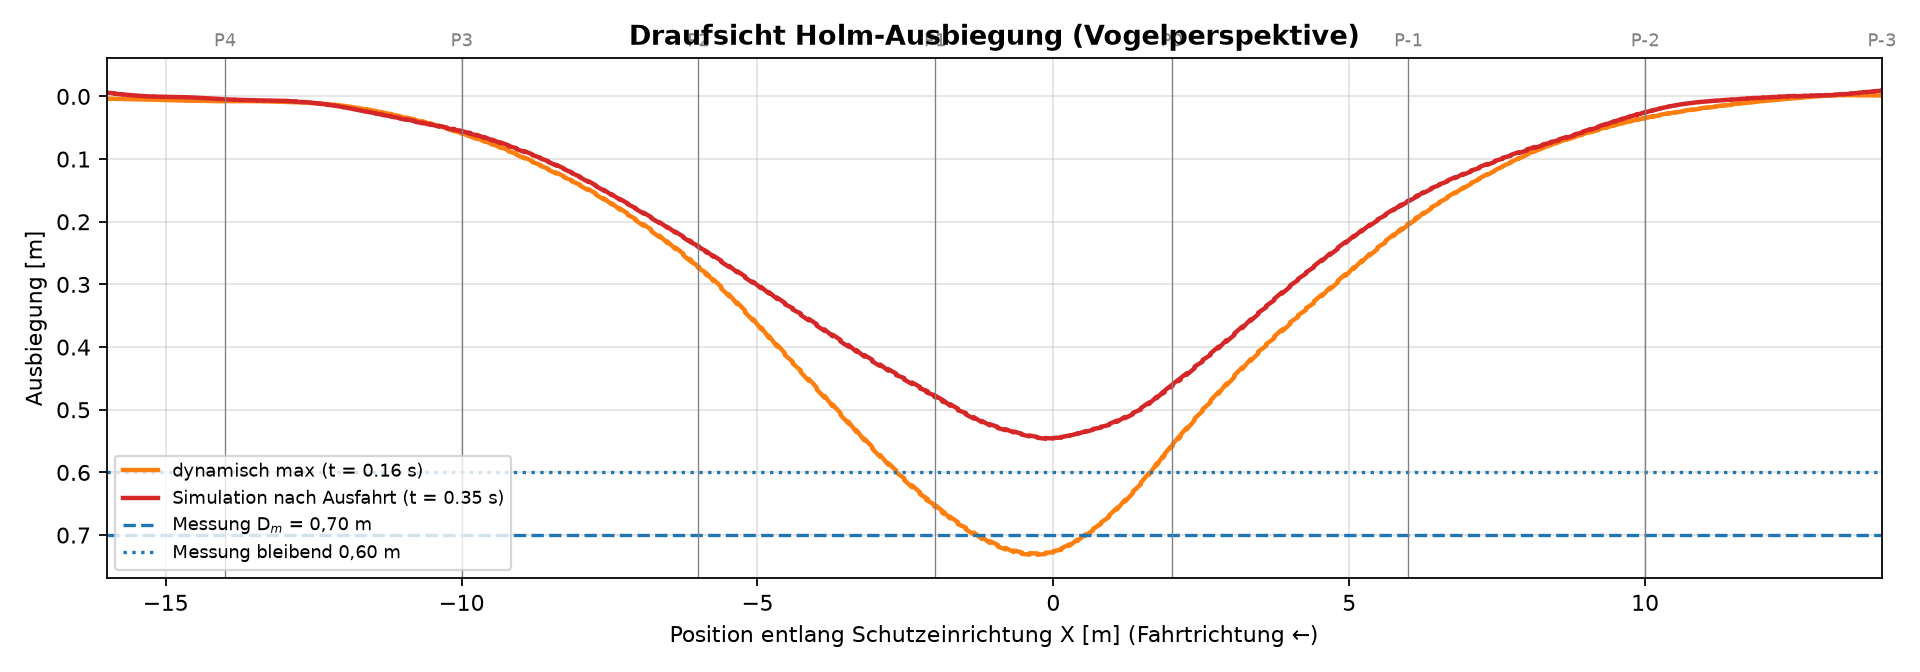 Draufsicht Holm-Ausbiegung (Vogelperspektive)
P4 P3 P-1 P-2 P-3
0.0
0.1
0.2
0.3
0.4
0.5
0.6
0.7
Ausbiegung [m]
dynamisch max (t = 0.16 s)
Simulation nach Ausfahrt (t = 0.35 s)
Messung Dₘ = 0,70 m
Messung bleibend 0,60 m
−15 −10 −5 0 5 10
Position entlang Schutzeinrichtung X [m] (Fahrtrichtung ←)